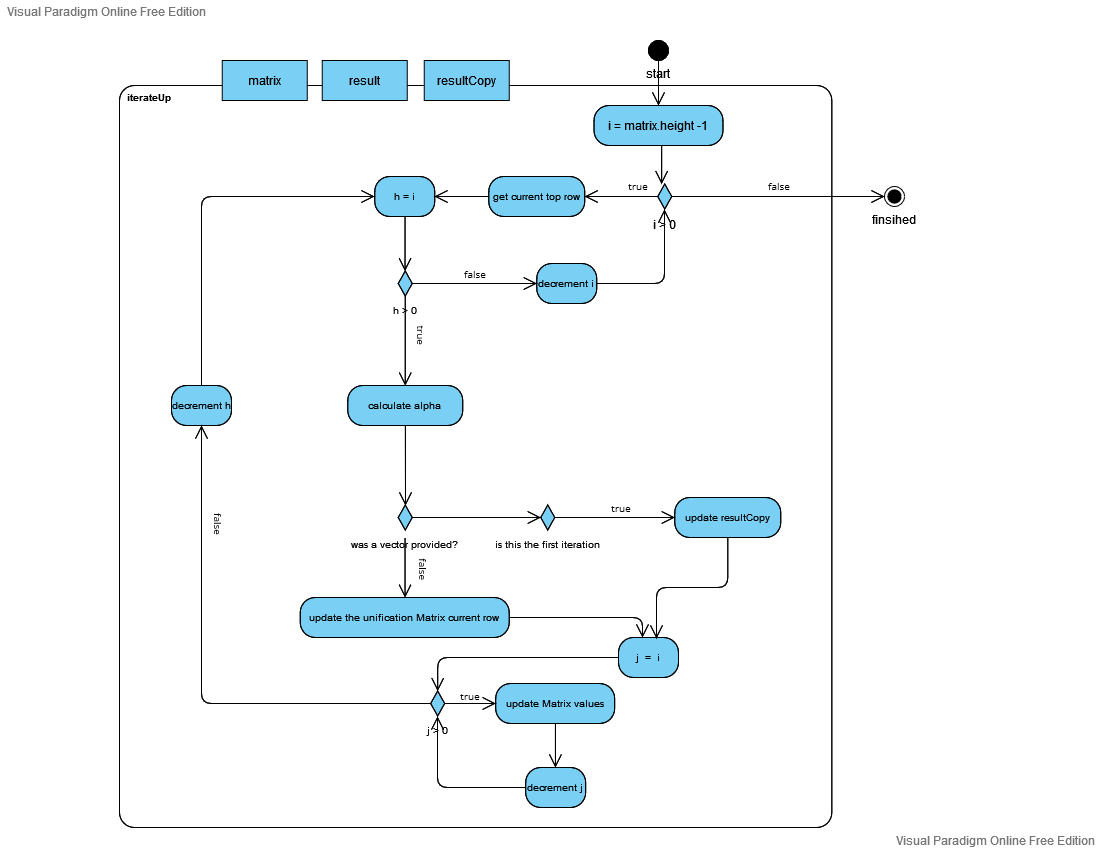 Visual Paradigm Online Free Edition
start
matrix
result
resultCopy
iterateUp
i = matrix.height -1
h = i
get current top row
true
false
i > 0
finsihed
false
decrement i
h > 0
true
decrement h
calculate alpha
false
true
update resultCopy
was a vector provided?
is this the first iteration
false
update the unification Matrix current row
j = i
true
update Matrix values
j > 0
decrement j
Visual Paradigm Online Free Edition